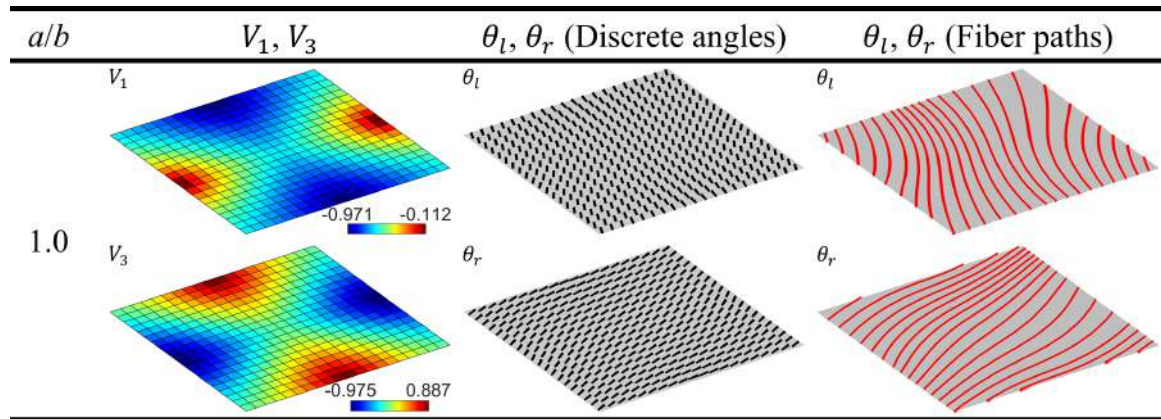 a/b V₁, V₃ θₗ, θᵣ (Discrete angles) θₗ, θᵣ (Fiber paths)
V₁ θₗ θₗ
-0.971 -0.112
1.0
V₃ θᵣ θᵣ
-0.975 0.887